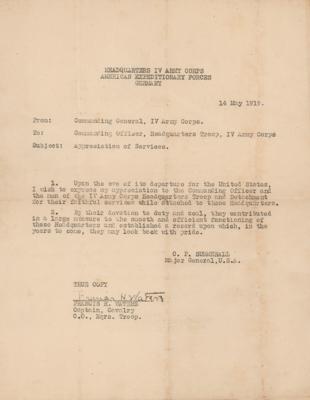 HEADQUARTERS IV ARMY CORPS
AMERICAN EXPEDITIONARY FORCES
GERMANY
14 May 1919.
From: Commanding General, IV Army Corps.
To: Commanding Officer, Headquarters Troop, IV Army Corps
Subject: Appreciation of Services.
1. Upon the eve of its departure for the United States,
I wish to express my appreciation to the Commanding Officer and
the men of the IV Army Corps Headquarters Troop and Detachment
for their faithful services while attached to these Headquarters.
2. By their devotion to duty and zeal, they contributed
in a large measure to the smooth and efficient functioning of
these Headquarters and established a record upon which, in the
years to come, they may look back with pride.
C. P. SUMMERALL
Major General, U.S.A.
TRUE COPY
Francis H Waters
FRANCIS H. WATERS
Captain, Cavalry
C.O., Hqrs. Troop.